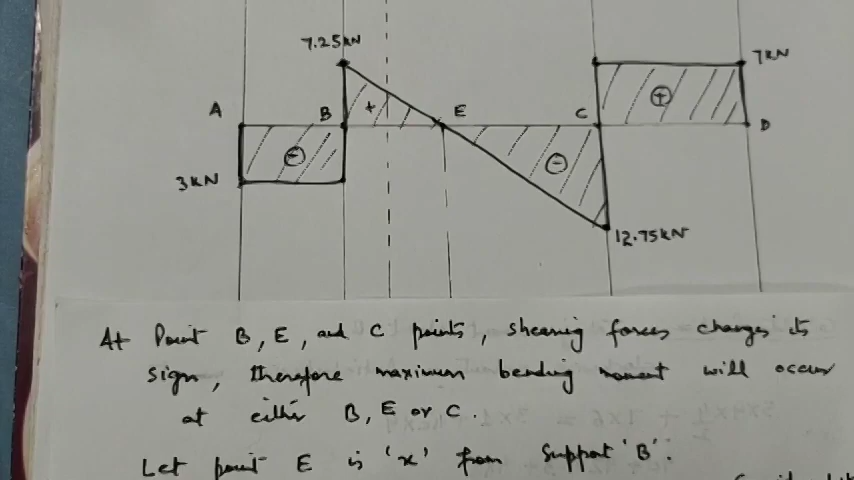 7.25kN
7KN
A B E C
+ + - -
D
3KN
12.75kN
At Point B, E, and C points, shearing forces changes its
sign, therefore maximum bending moment will occur
at either B, E or C.
Let point E is 'x' from support 'B':